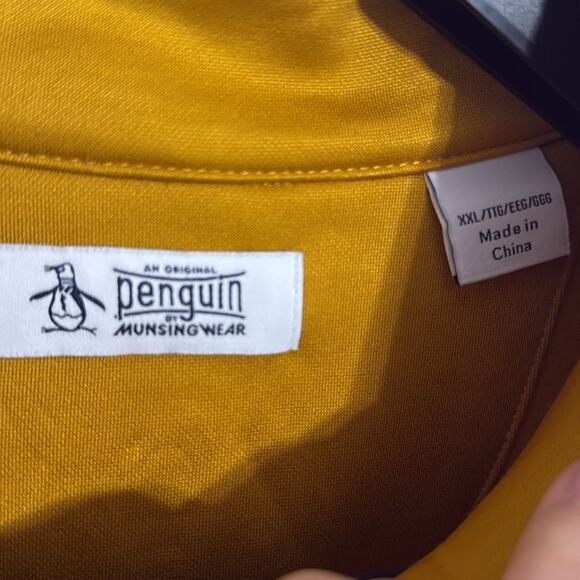 AN ORIGINAL
penguin
BY
MUNSINGWEAR
XXL/TTG/EEG/GGG
Made in
China